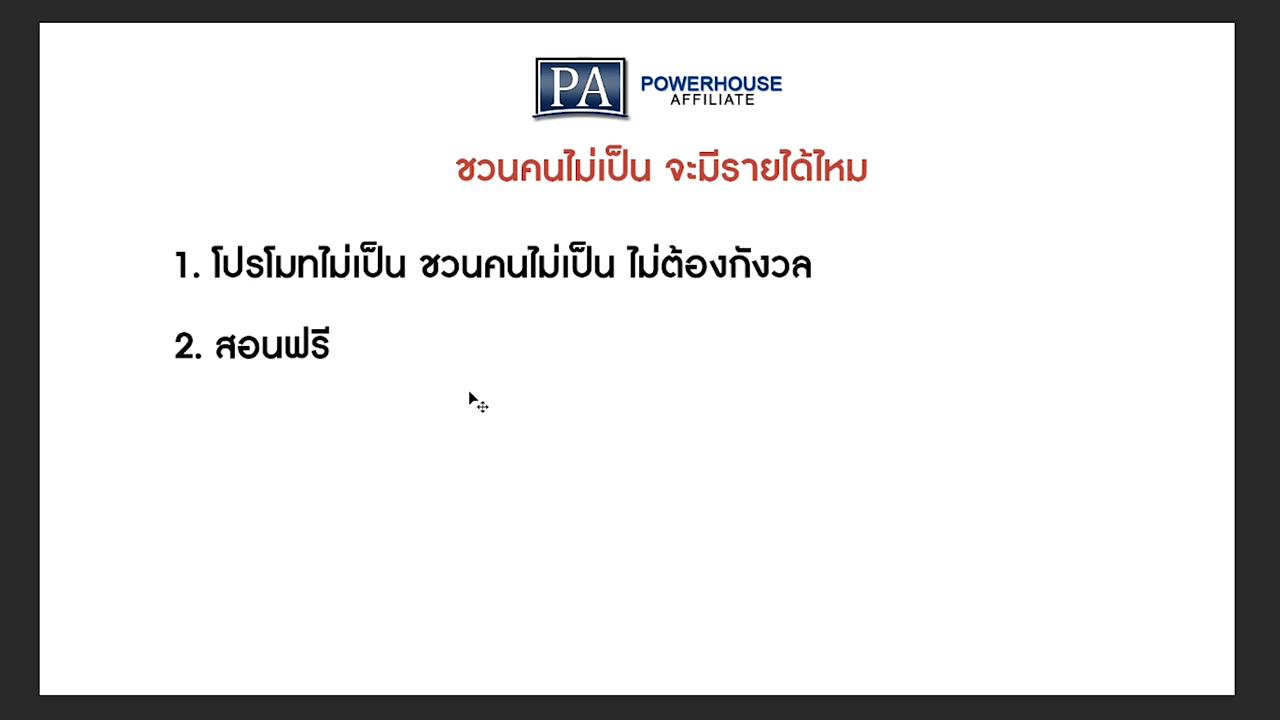 PA
POWERHOUSE
AFFILIATE
ชวนคนไม่เป็น จะมีรายได้ไหม
1. โปรโมทไม่เป็น ชวนคนไม่เป็น ไม่ต้องกังวล
2. สอนฟรี